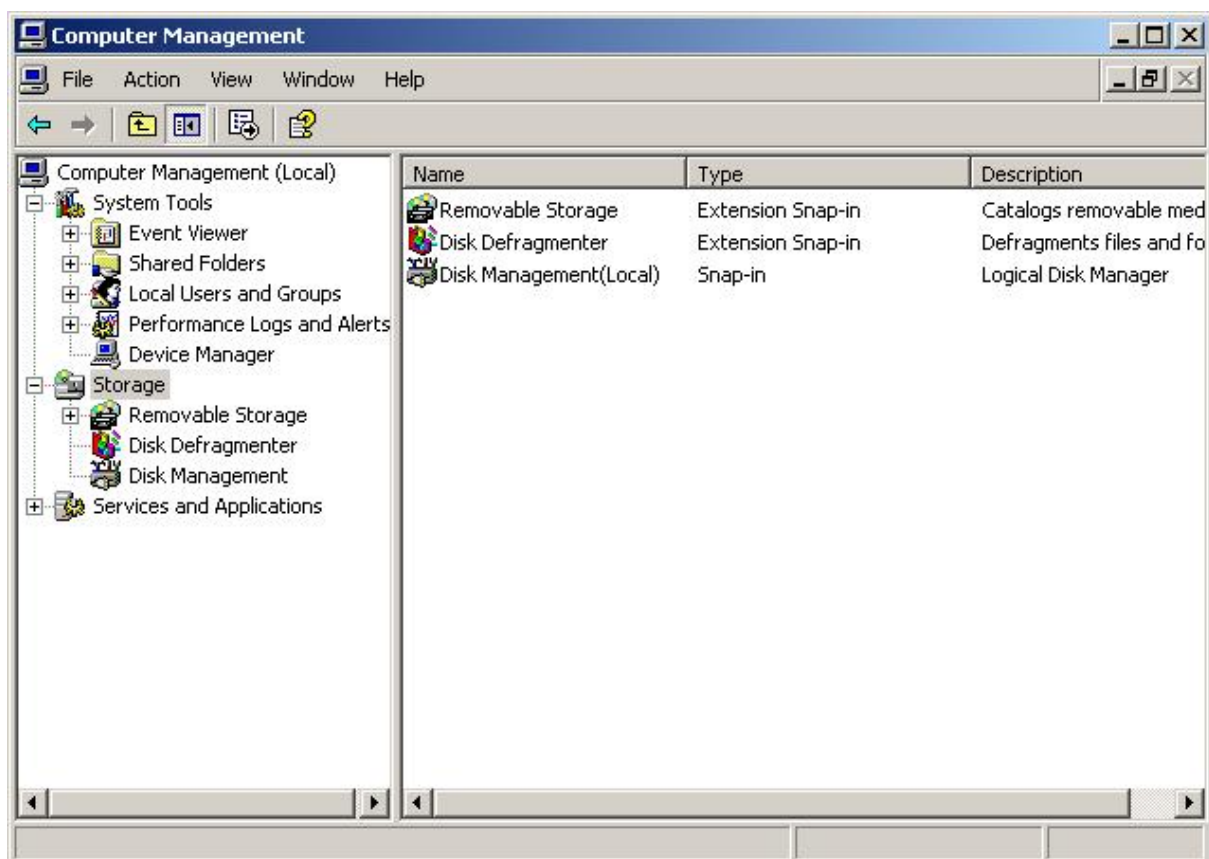 Computer Management
File Action View Window Help
Computer Management (Local)
System Tools
Event Viewer
Shared Folders
Local Users and Groups
Performance Logs and Alerts
Device Manager
Storage
Removable Storage
Disk Defragmenter
Disk Management
Services and Applications
Name Type Description
Removable Storage Extension Snap-in Catalogs removable med
Disk Defragmenter Extension Snap-in Defragments files and fo
Disk Management(Local) Snap-in Logical Disk Manager